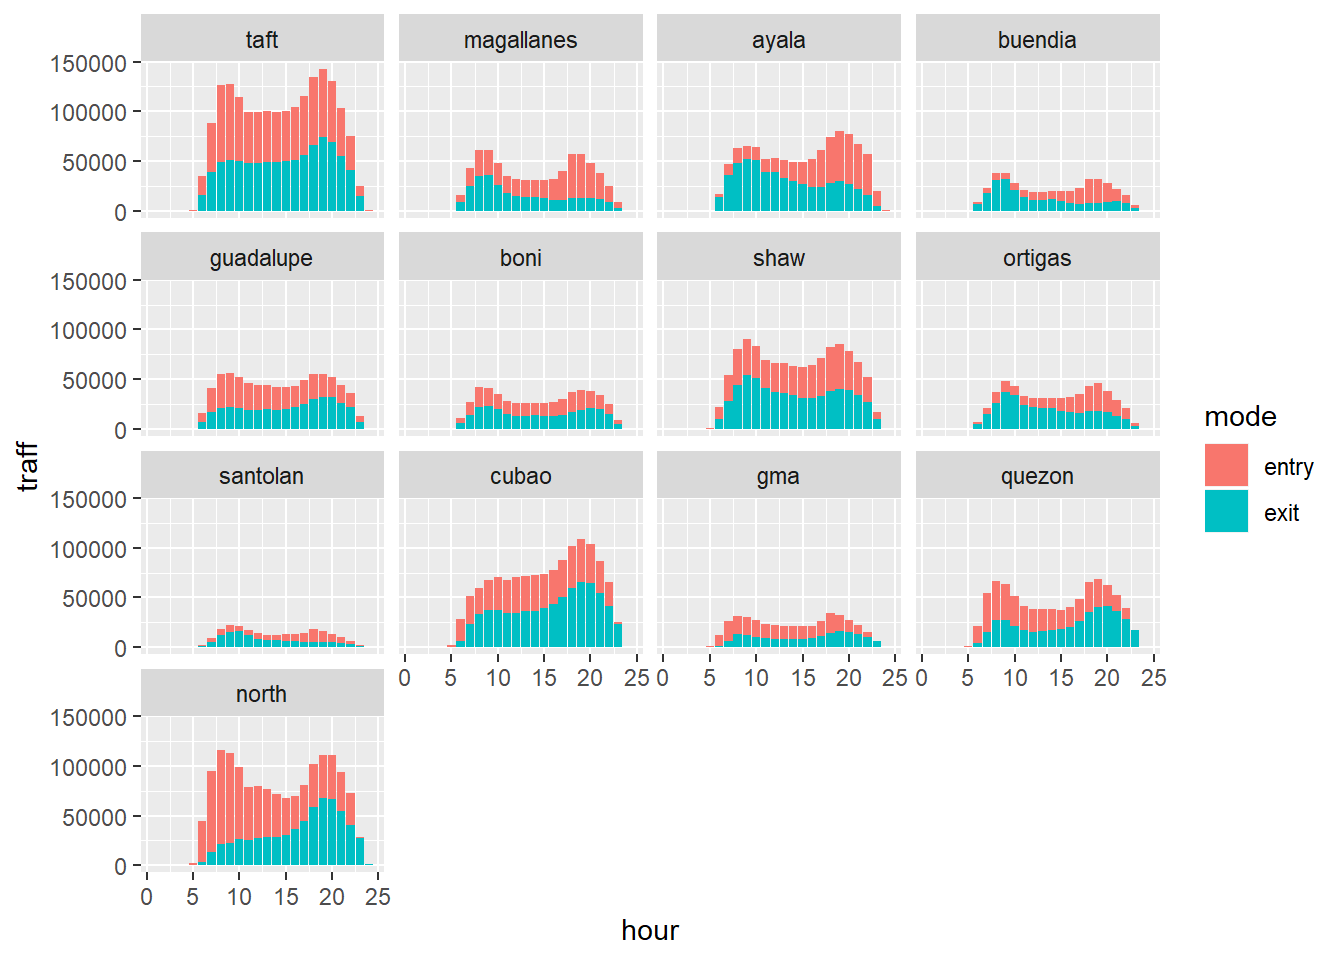 taft magallanes ayala buendia
150000
100000
50000
0
guadalupe boni shaw ortigas
150000
100000
50000
0
santolan cubao gma quezon
150000
100000
50000
0
0 5 10 15 20 25 0 5 10 15 20 25 0 5 10 15 20 25
north
150000
100000
50000
0
0 5 10 15 20 25
hour
traff
mode
entry
exit